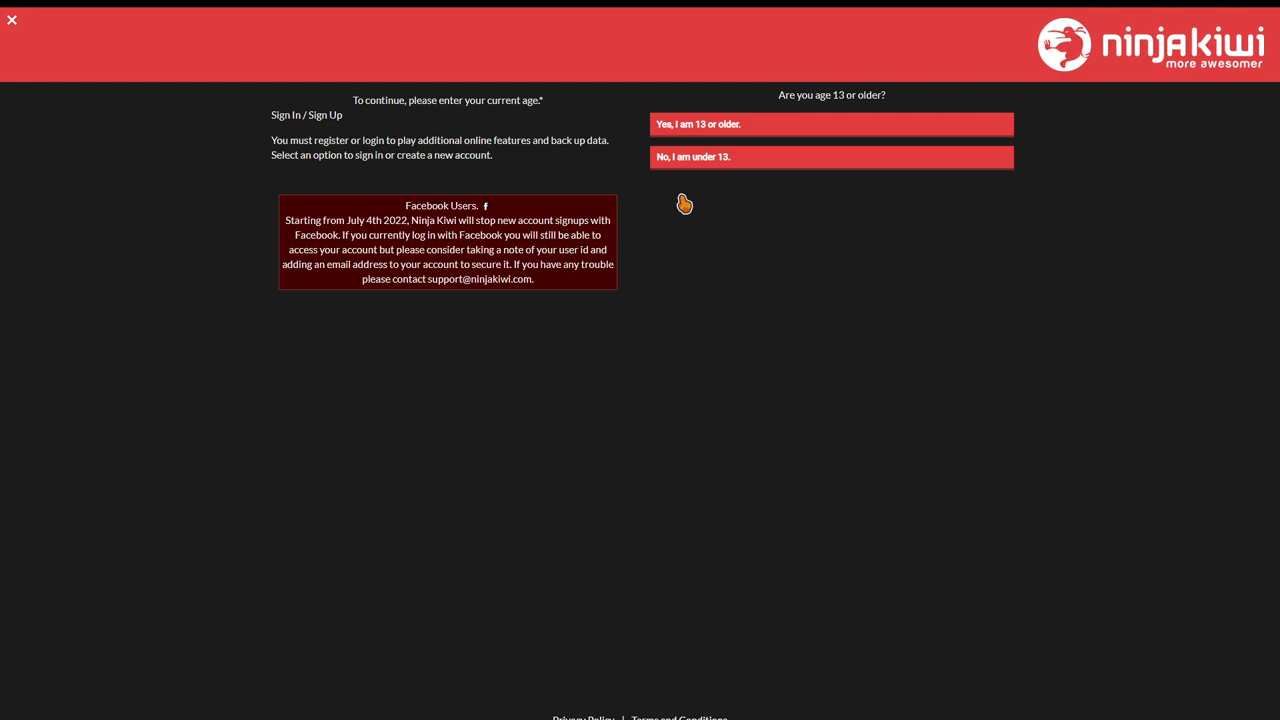 ninjakiwi
more awesomer
To continue, please enter your current age.*
Sign In / Sign Up
You must register or login to play additional online features and back up data.
Select an option to sign in or create a new account.
Facebook Users. f
Starting from July 4th 2022, Ninja Kiwi will stop new account signups with
Facebook. If you currently log in with Facebook you will still be able to
access your account but please consider taking a note of your user id and
adding an email address to your account to secure it. If you have any trouble
please contact support@ninjakiwi.com.
Are you age 13 or older?
Yes, I am 13 or older.
No, I am under 13.
Privacy Policy | Terms and Conditions